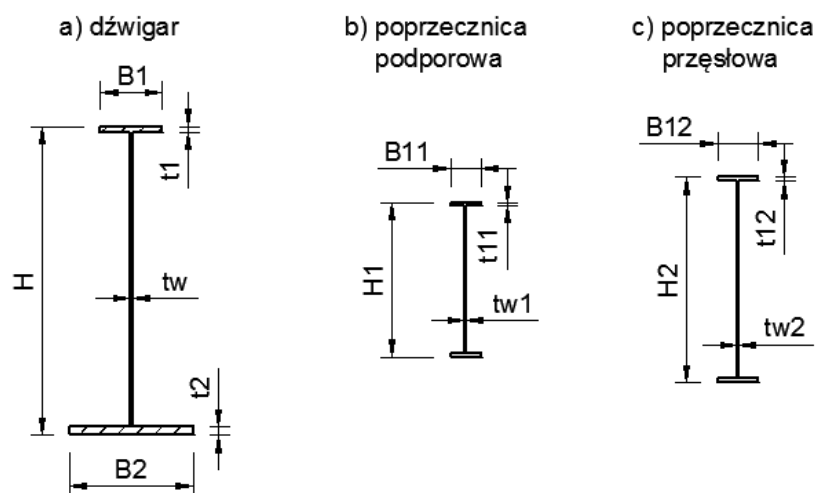 a) dźwigar
b) poprzecznica
podporowa
c) poprzecznica
przęsłowa
B1
t1
H
tw
t2
B2
B11
t11
H1
tw1
B12
t12
H2
tw2